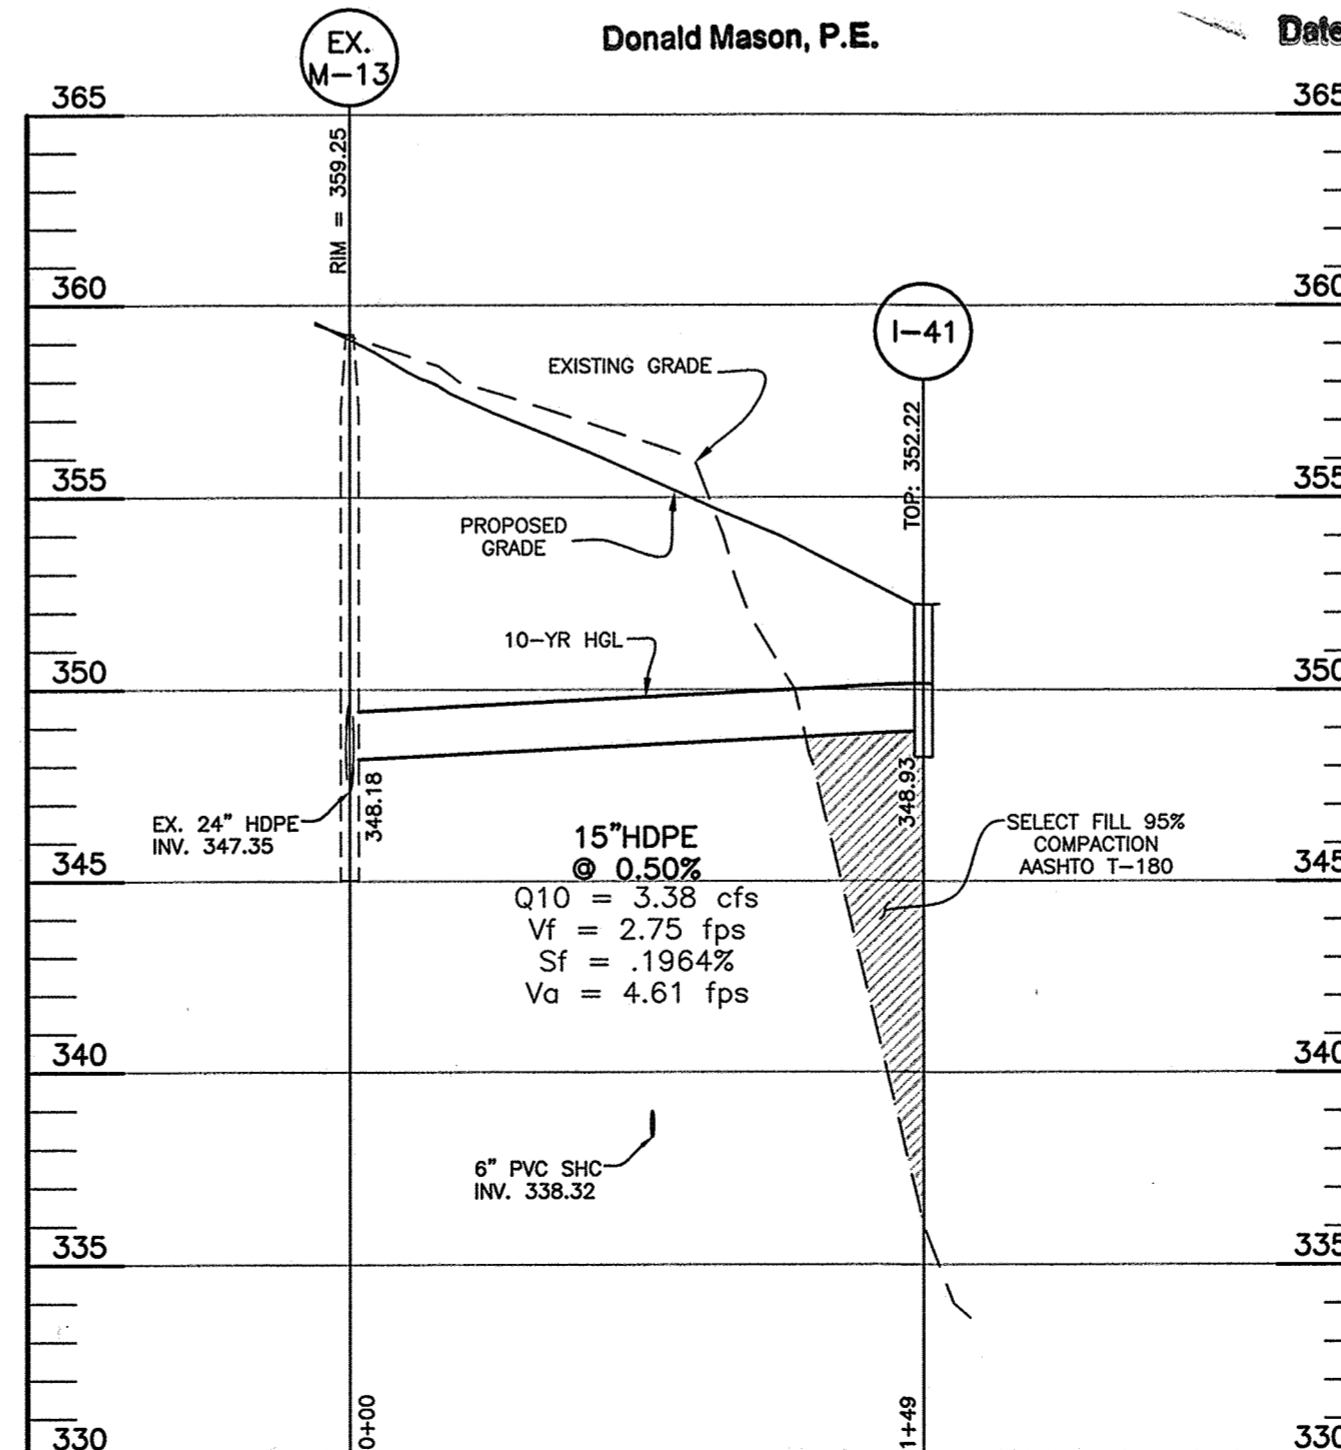 EX.
M-13
Donald Mason, P.E.
Date
365
365
RIM = 359.25
360
360
I-41
EXISTING GRADE
TOP: 352.22
355
355
PROPOSED
GRADE
10-YR HGL
350
350
348.18
348.93
EX. 24" HDPE
INV. 347.35
15"HDPE
@ 0.50%
Q10 = 3.38 cfs
Vf = 2.75 fps
Sf = .1964%
Va = 4.61 fps
SELECT FILL 95%
COMPACTION
AASHTO T-180
345
345
340
340
6" PVC SHC
INV. 338.32
335
335
0+00
1+49
330
330